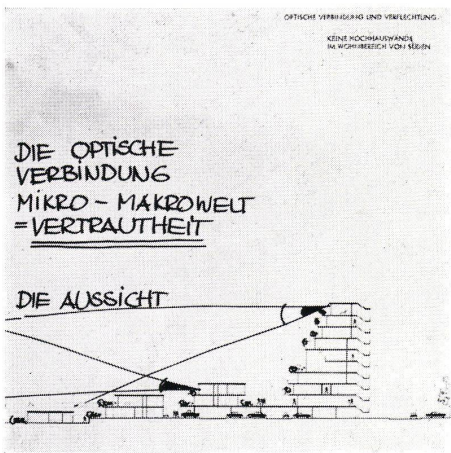 OPTISCHE VERBINDUNG UND VERFLECHTUNG.
KEINE HOCHHAUSWÄNDE
IM WOHNBEREICH VON SÜDEN
DIE OPTISCHE
VERBINDUNG
MIKRO - MAKROWELT
= VERTRAUTHEIT
DIE AUSSICHT